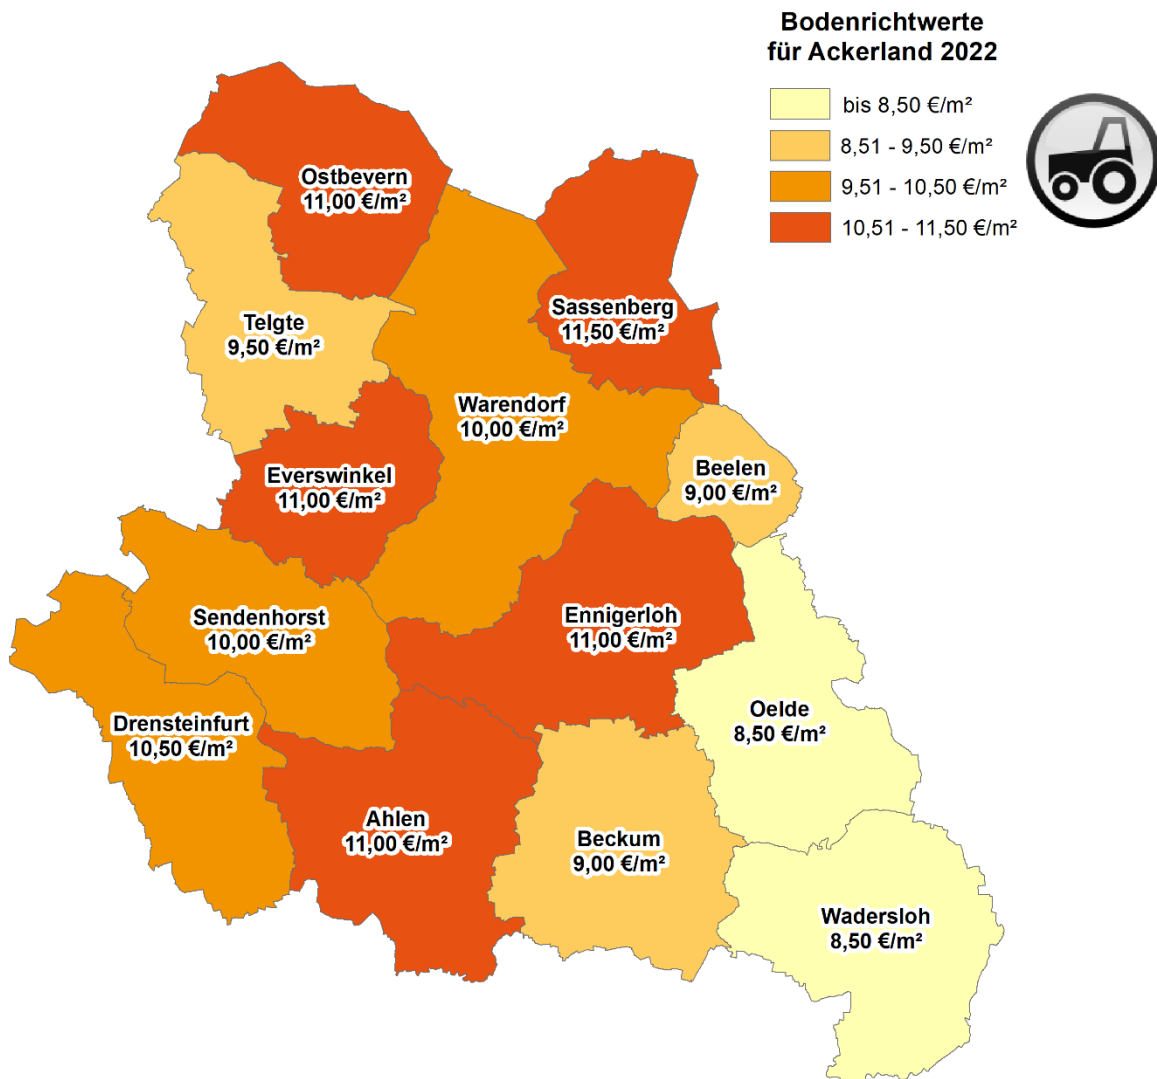 Bodenrichtwerte
für Ackerland 2022
bis 8,50 €/m²
8,51 - 9,50 €/m²
9,51 - 10,50 €/m²
10,51 - 11,50 €/m²
Ostbevern
11,00 €/m²
Sassenberg
11,50 €/m²
Telgte
9,50 €/m²
Warendorf
10,00 €/m²
Beelen
9,00 €/m²
Everswinkel
11,00 €/m²
Sendenhorst
10,00 €/m²
Ennigerloh
11,00 €/m²
Drensteinfurt
10,50 €/m²
Oelde
8,50 €/m²
Ahlen
11,00 €/m²
Beckum
9,00 €/m²
Wadersloh
8,50 €/m²